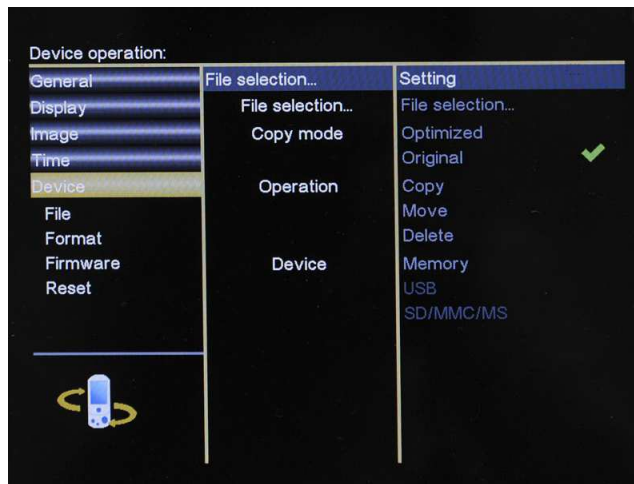 Device operation:
General
Display
Image
Time
Device
File
Format
Firmware
Reset
File selection...
File selection...
Copy mode
Operation
Device
Setting
File selection...
Optimized
Original
Copy
Move
Delete
Memory
USB
SD/MMC/MS